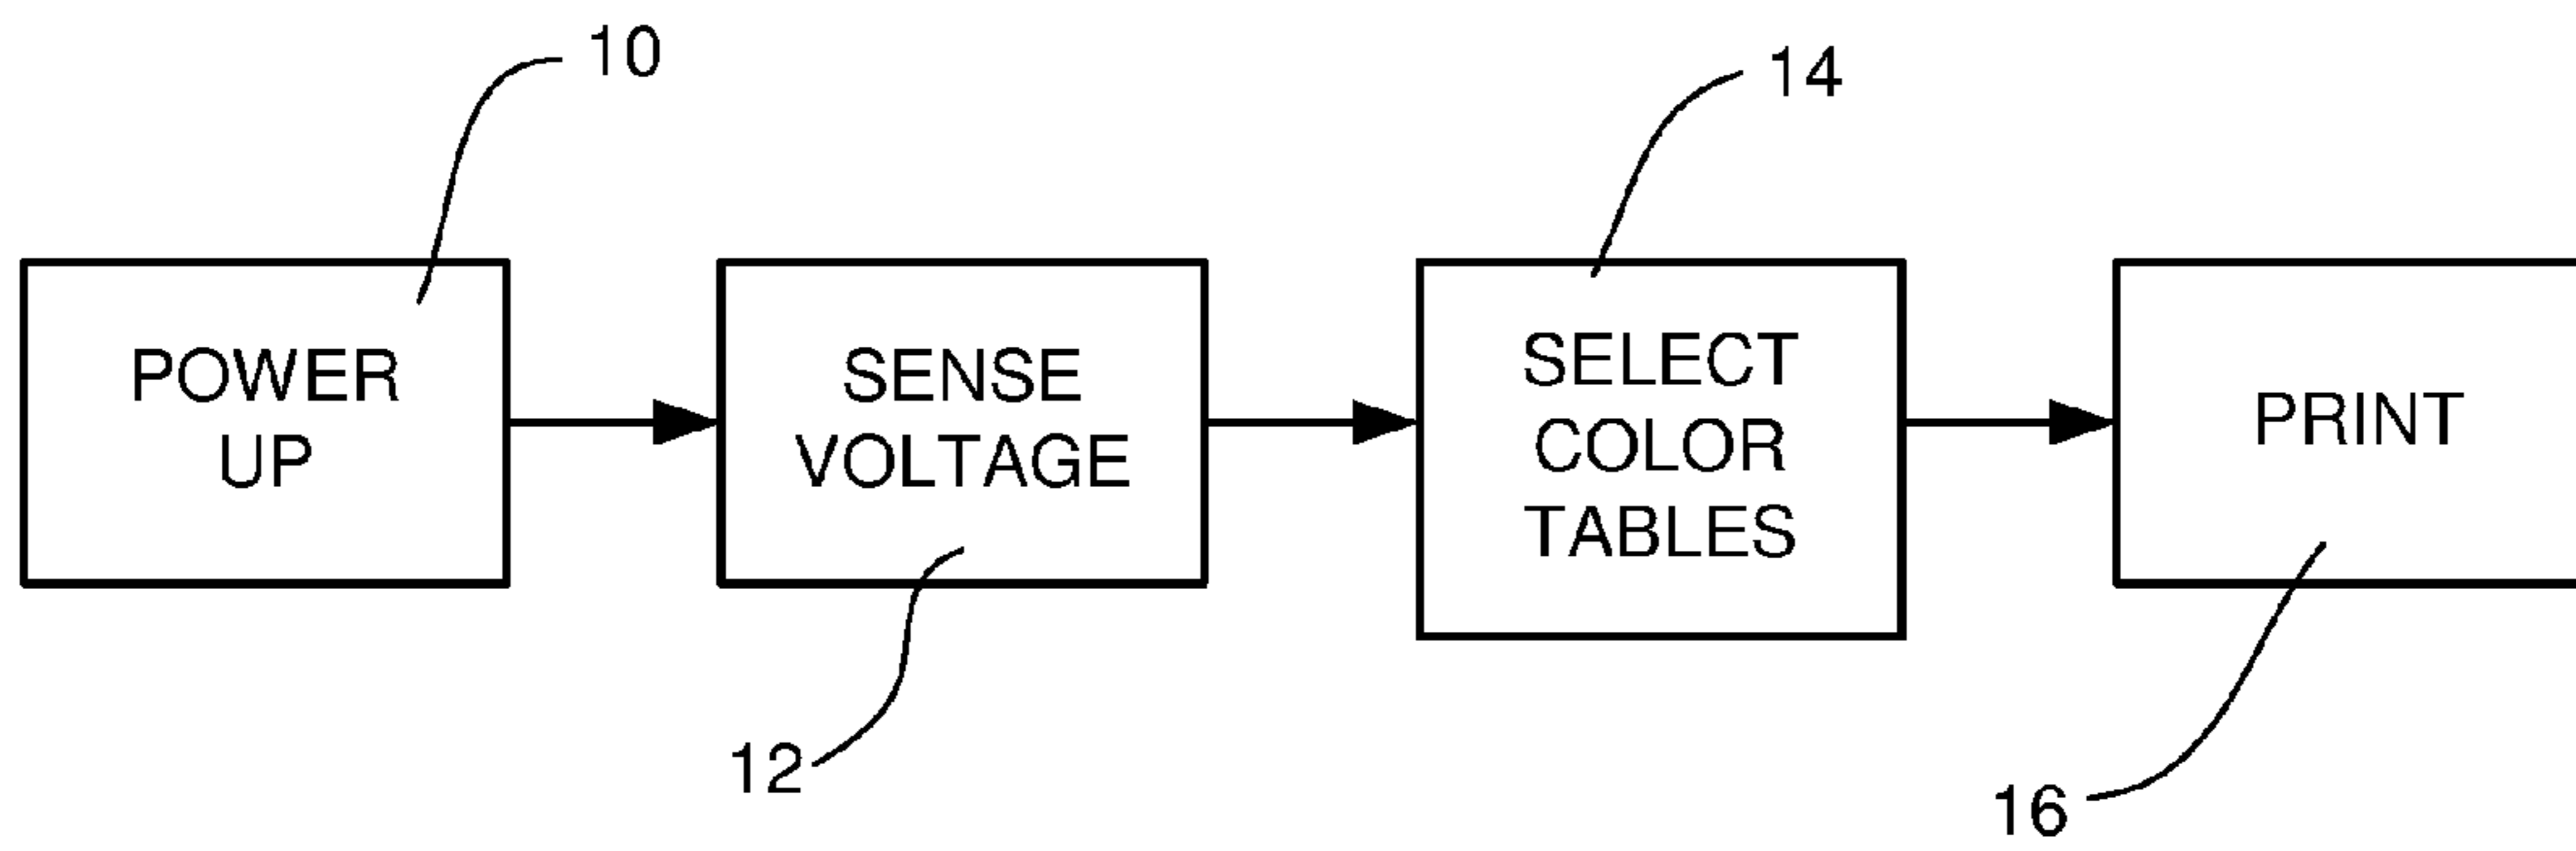 10
14
POWER
UP
SENSE
VOLTAGE
SELECT
COLOR
TABLES
PRINT
12
16